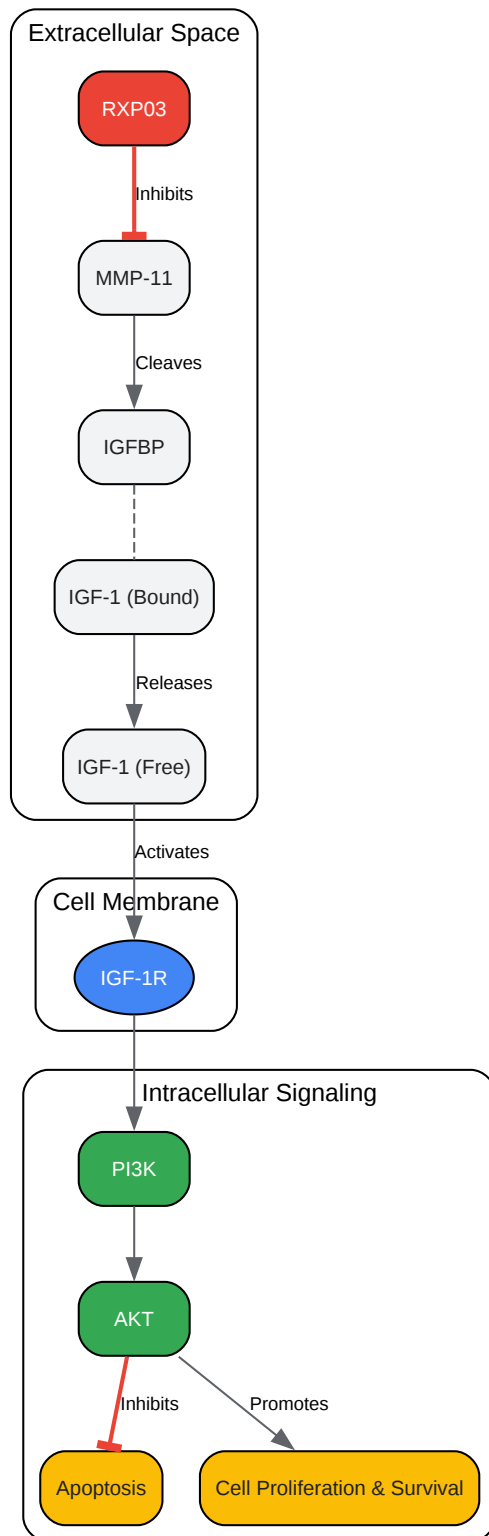 Extracellular Space
RXP03
Inhibits
MMP-11
Cleaves
IGFBP
IGF-1 (Bound)
Releases
IGF-1 (Free)
Activates
Cell Membrane
IGF-1R
Intracellular Signaling
PI3K
AKT
Inhibits
Promotes
Apoptosis
Cell Proliferation & Survival